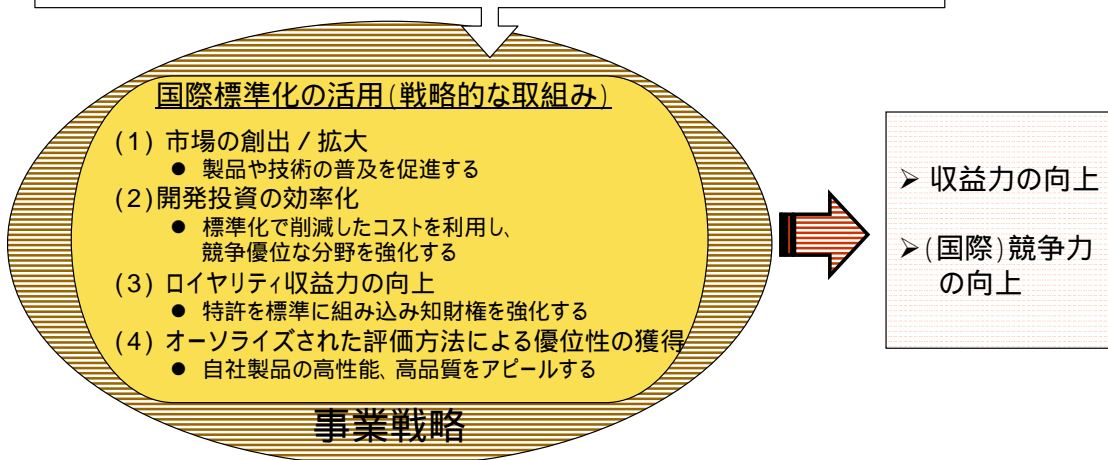 国際標準化の活用(戦略的な取組み)
(1) 市場の創出/拡大
● 製品や技術の普及を促進する
(2)開発投資の効率化
● 標準化で削減したコストを利用し、
競争優位な分野を強化する
(3) ロイヤリティ収益力の向上
● 特許を標準に組み込み知財権を強化する
(4) オーソライズされた評価方法による優位性の獲得
● 自社製品の高性能、高品質をアピールする
事業戦略
➢ 収益力の向上
➢(国際)競争力
の向上